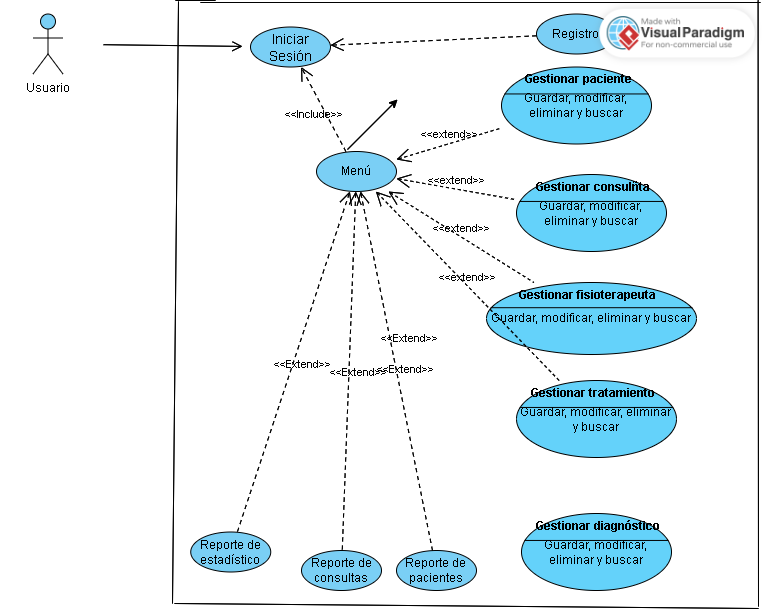 Made with
VisualParadigm
For non-commercial use
Usuario
Iniciar
Sesión
Registro
Gestionar paciente
Guardar, modificar,
eliminar y buscar
<<Include>>
<<extend>>
Menú
<<extend>>
Gestionar consulñta
Guardar, modificar,
eliminar y buscar
<<extend>>
<<extend>>
Gestionar fisioterapeuta
Guardar, modificar, eliminar y buscar
<<Extend>>
<<Extend>>
<<Extend>>
<<Extend>>
Gestionar tratamiento
Guardar, modificar, eliminar
y buscar
Gestionar diagnóstico
Guardar, modificar,
eliminar y buscar
Reporte de
estadístico
Reporte de
consultas
Reporte de
pacientes